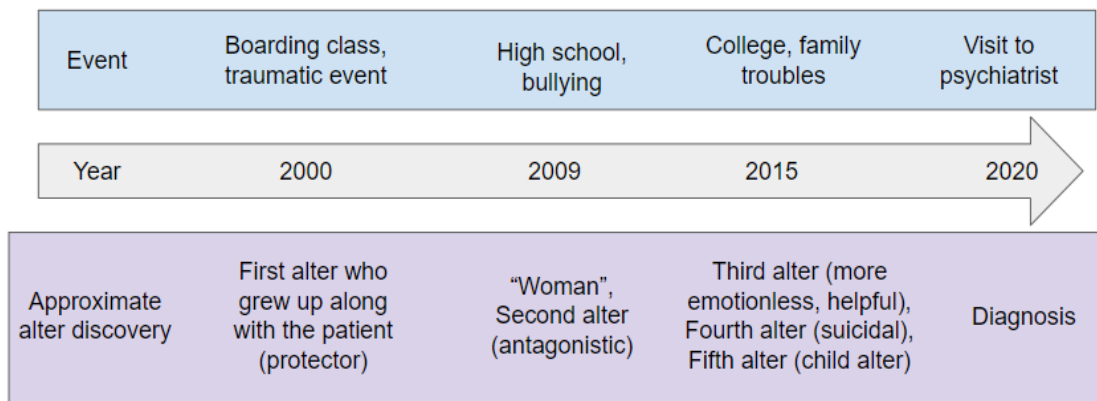 Event
Boarding class,
traumatic event
High school,
bullying
College, family
troubles
Visit to
psychiatrist
Year
2000
2009
2015
2020
Approximate
alter discovery
First alter who
grew up along
with the patient
(protector)
“Woman”,
Second alter
(antagonistic)
Third alter (more
emotionless, helpful),
Fourth alter (suicidal),
Fifth alter (child alter)
Diagnosis